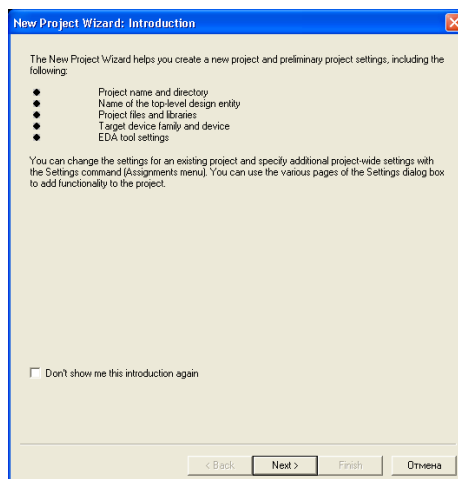 New Project Wizard: Introduction
The New Project Wizard helps you create a new project and preliminary project settings, including the
following:
● Project name and directory
● Name of the top-level design entity
● Project files and libraries
● Target device family and device
● EDA tool settings
You can change the settings for an existing project and specify additional project-wide settings with
the Settings command (Assignments menu). You can use the various pages of the Settings dialog box
to add functionality to the project.
Don't show me this introduction again
< Back Next > Finish Отмена